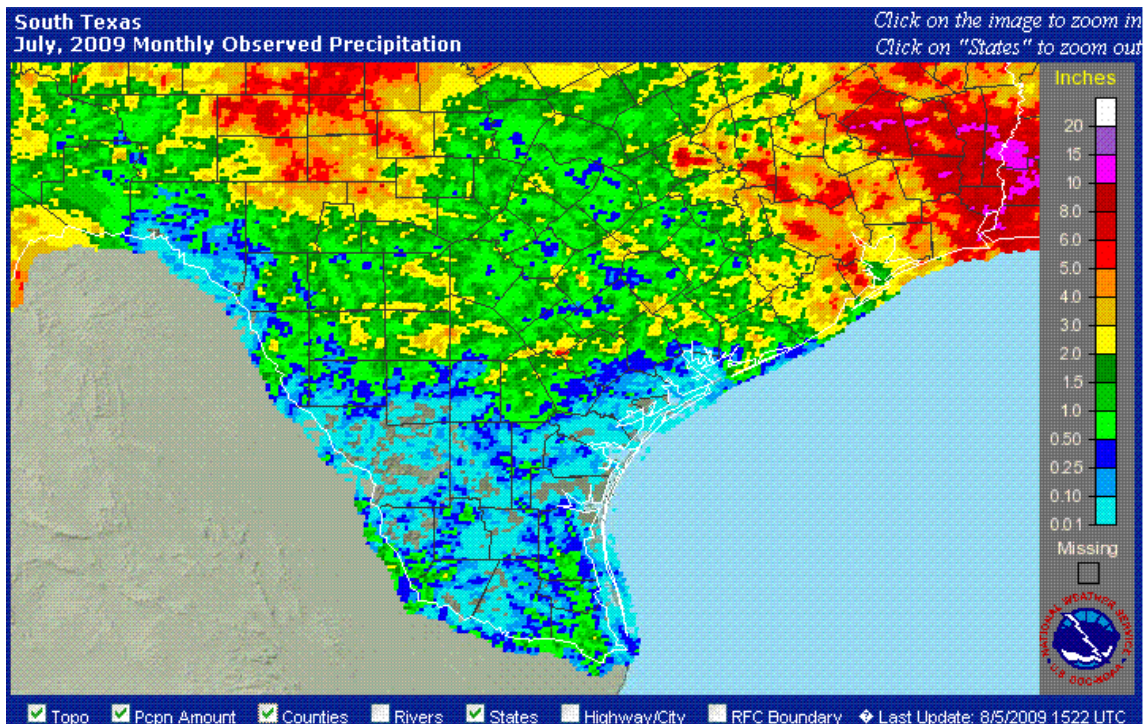 South Texas
July, 2009 Monthly Observed Precipitation
Click on the image to zoom in
Click on "States" to zoom out
Inches
20
15
10
8.0
6.0
5.0
4.0
3.0
2.0
1.5
1.0
0.50
0.25
0.10
0.01
Missing
NATIONAL WEATHER SERVICE
Topo Pcpn Amount Counties Rivers States Highway/City RFC Boundary � Last Update: 8/5/2009 1522 UTC